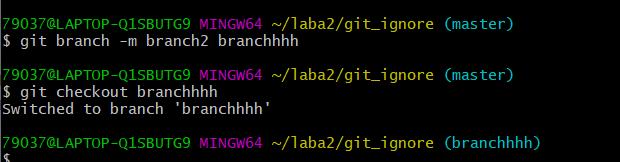 79037@LAPTOP-Q1SBUTG9 MINGW64 ~/laba2/git_ignore (master)
$ git branch -m branch2 branchhhh
79037@LAPTOP-Q1SBUTG9 MINGW64 ~/laba2/git_ignore (master)
$ git checkout branchhhh
Switched to branch 'branchhhh'
79037@LAPTOP-Q1SBUTG9 MINGW64 ~/laba2/git_ignore (branchhhh)
$